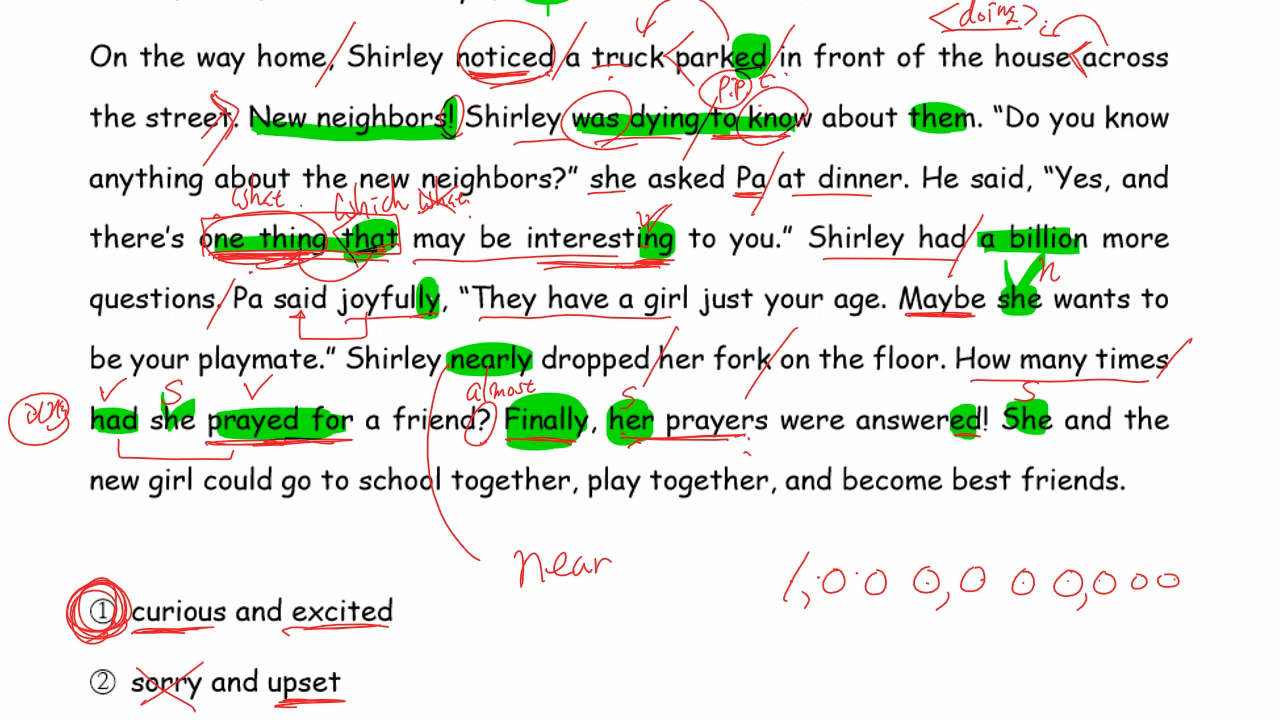 <doing>
On the way home, Shirley noticed a truck parked in front of the house across
p.p
the street. New neighbors! Shirley was dying to know about them. "Do you know
anything about the new neighbors?" she asked Pa at dinner. He said, "Yes, and
what which what
there's one thing that may be interesting to you." Shirley had a billion more
n
questions. Pa said joyfully, "They have a girl just your age. Maybe she wants to
be your playmate." Shirley nearly dropped her fork on the floor. How many times
S almost S S
had she prayed for a friend? Finally, her prayers were answered! She and the
new girl could go to school together, play together, and become best friends.
near
1,000,000,000
① curious and excited
② sorry and upset